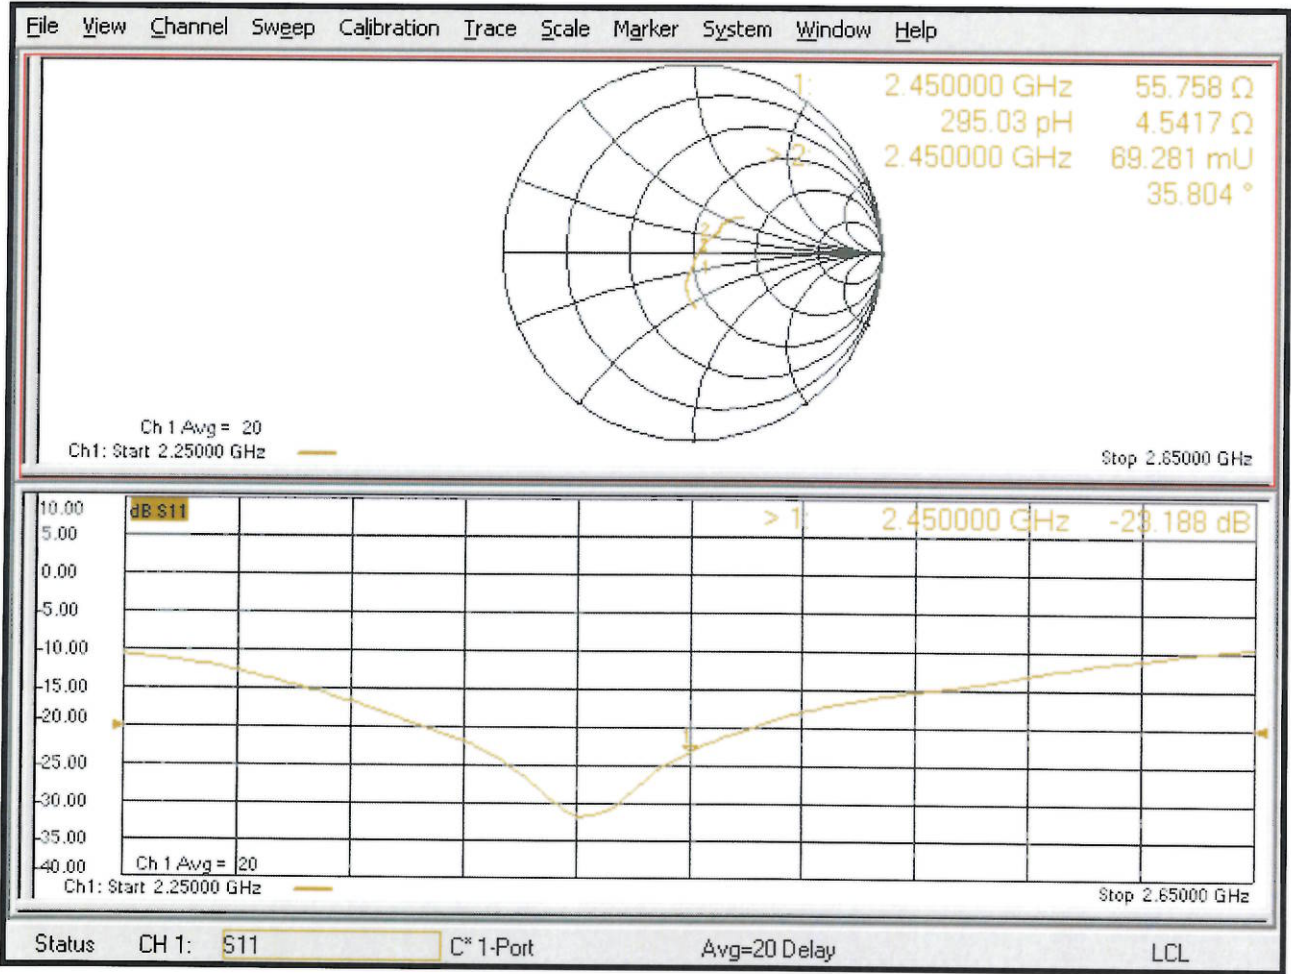 File View Channel Sweep Calibration Trace Scale Marker System Window Help
1: 2.450000 GHz 55.758 Ω
295.03 pH 4.5417 Ω
> 2: 2.450000 GHz 69.281 mU
35.804 °
2
1
Ch 1 Avg = 20
Ch1: Start 2.25000 GHz
Stop 2.65000 GHz
10.00
dB S11
> 1: 2.450000 GHz -23.188 dB
5.00
0.00
-5.00
-10.00
-15.00
-20.00
1
-25.00
-30.00
-35.00
-40.00
Ch 1 Avg = 20
Ch1: Start 2.25000 GHz
Stop 2.65000 GHz
Status CH 1: S11 C* 1-Port Avg=20 Delay LCL